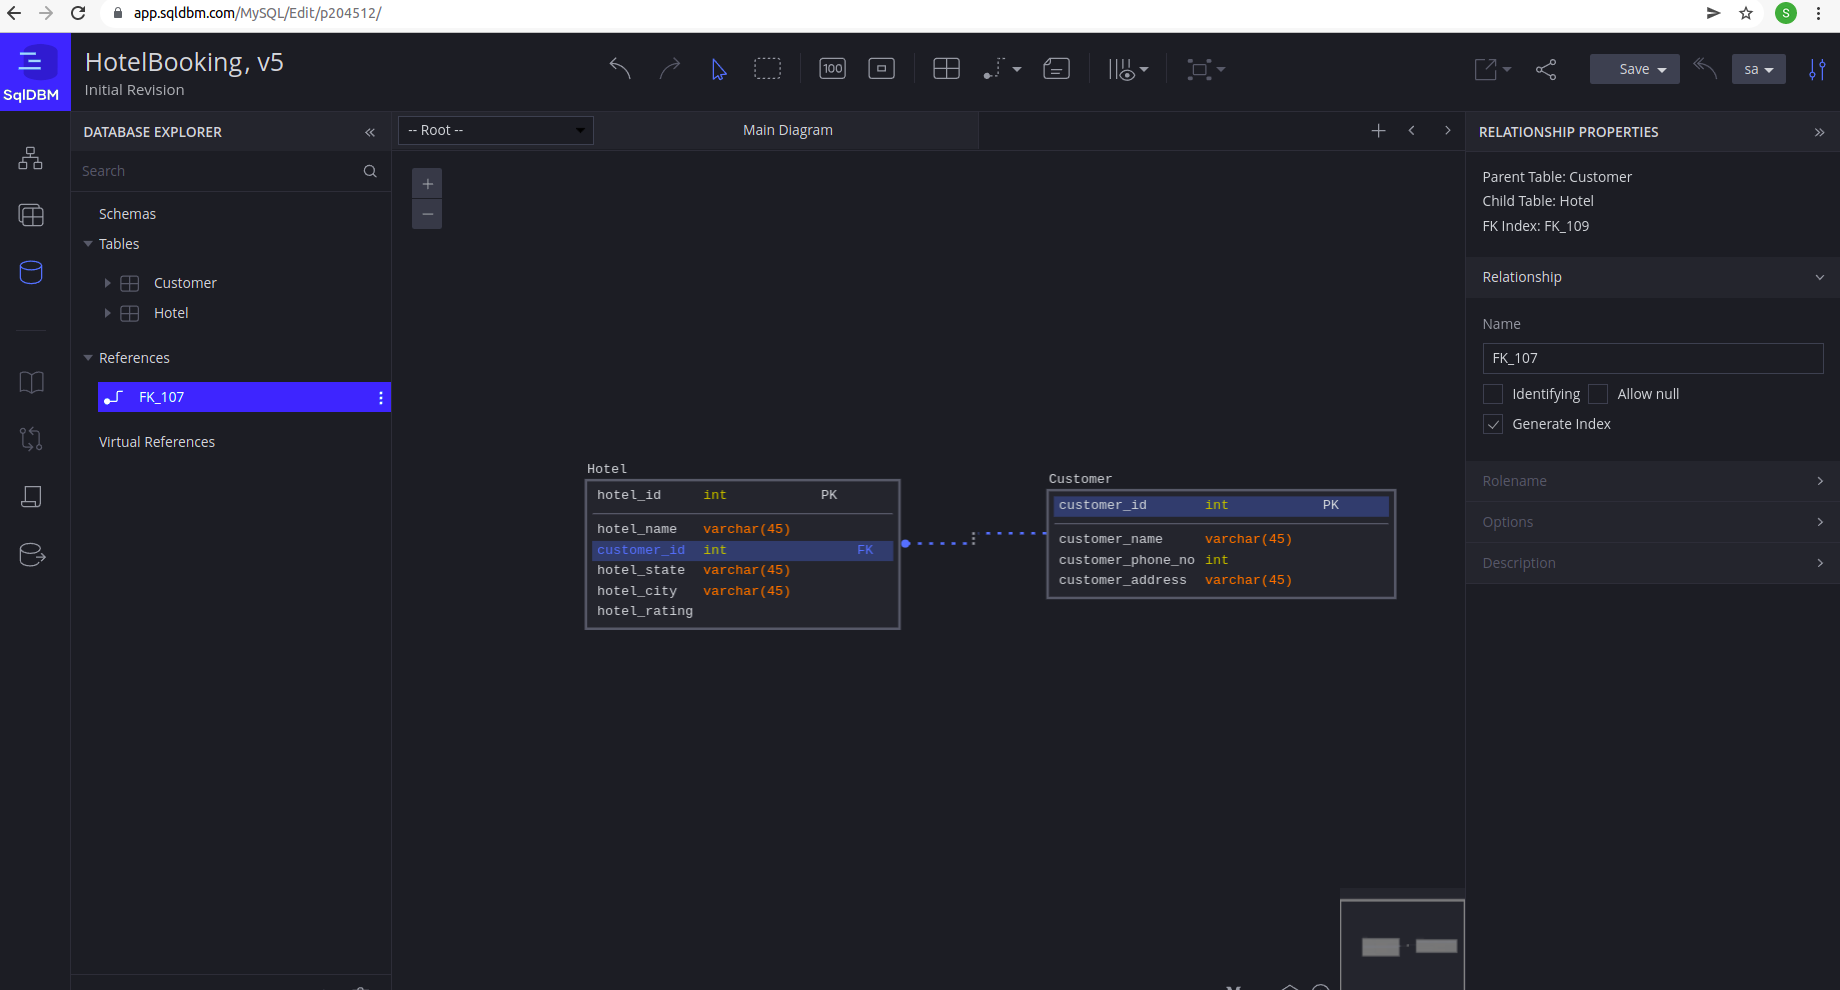 app.sqldbm.com/MySQL/Edit/p204512/
S
SqlDBM
HotelBooking, v5
Initial Revision
100
Save
sa
DATABASE EXPLORER
Search
Schemas
Tables
Customer
Hotel
References
FK_107
Virtual References
-- Root --
Main Diagram
Hotel
hotel_id int PK
hotel_name varchar(45)
customer_id int FK
hotel_state varchar(45)
hotel_city varchar(45)
hotel_rating
Customer
customer_id int PK
customer_name varchar(45)
customer_phone_no int
customer_address varchar(45)
RELATIONSHIP PROPERTIES
Parent Table: Customer
Child Table: Hotel
FK Index: FK_109
Relationship
Name
FK_107
Identifying
Allow null
Generate Index
Rolename
Options
Description